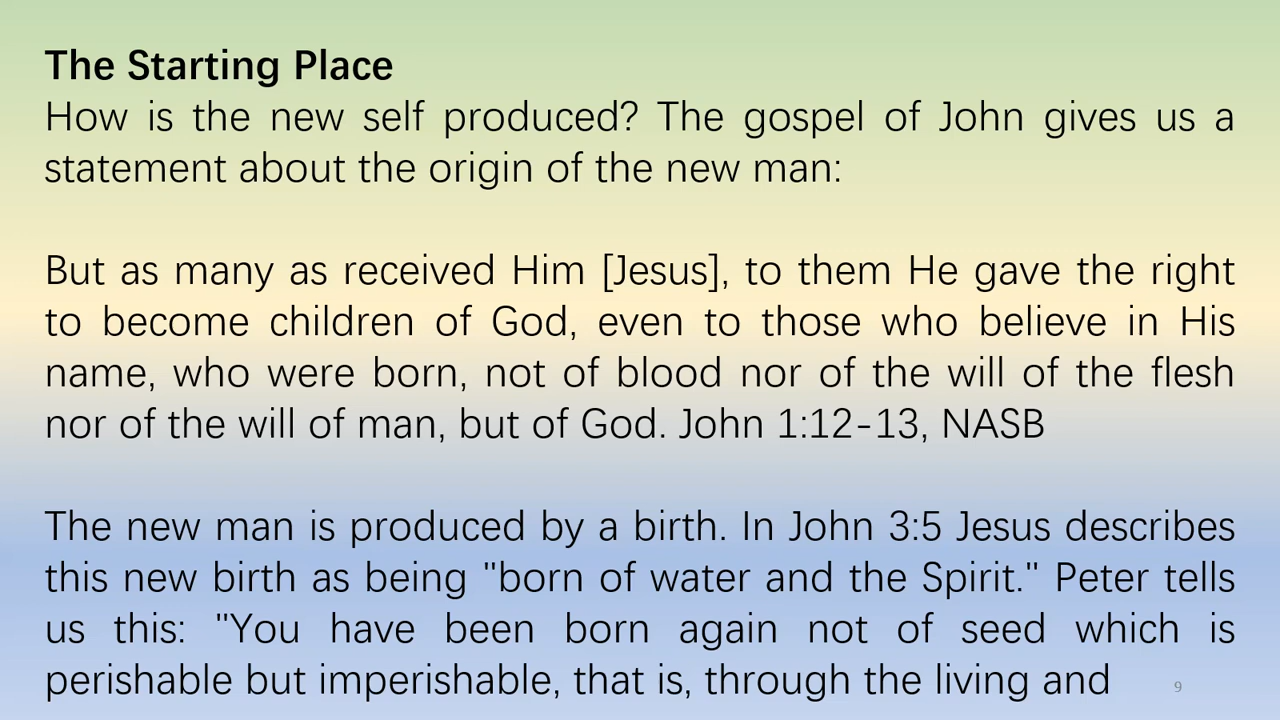 The Starting Place
How is the new self produced? The gospel of John gives us a
statement about the origin of the new man:
But as many as received Him [Jesus], to them He gave the right
to become children of God, even to those who believe in His
name, who were born, not of blood nor of the will of the flesh
nor of the will of man, but of God. John 1:12-13, NASB
The new man is produced by a birth. In John 3:5 Jesus describes
this new birth as being "born of water and the Spirit." Peter tells
us this: "You have been born again not of seed which is
perishable but imperishable, that is, through the living and
9